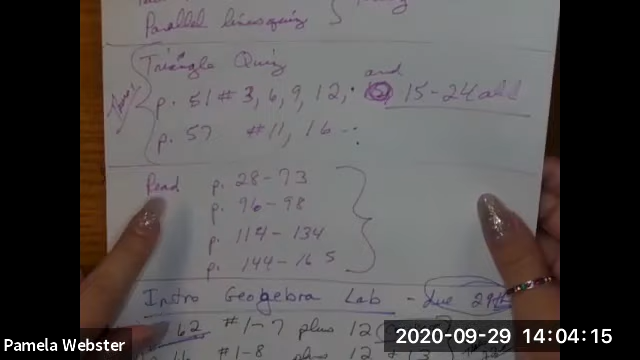 Parallel lines quiz
Triangle Quiz
and
p. 51 # 3, 6, 9, 12, 15-24 all
p. 57 #11, 16
Read p. 28-73
p. 96-98
p. 114-134
p. 144-165
Intro Geogebra Lab - due 29th
62 #1-7 plus 12
#1-8 plus
Pamela Webster
2020-09-29 14:04:15